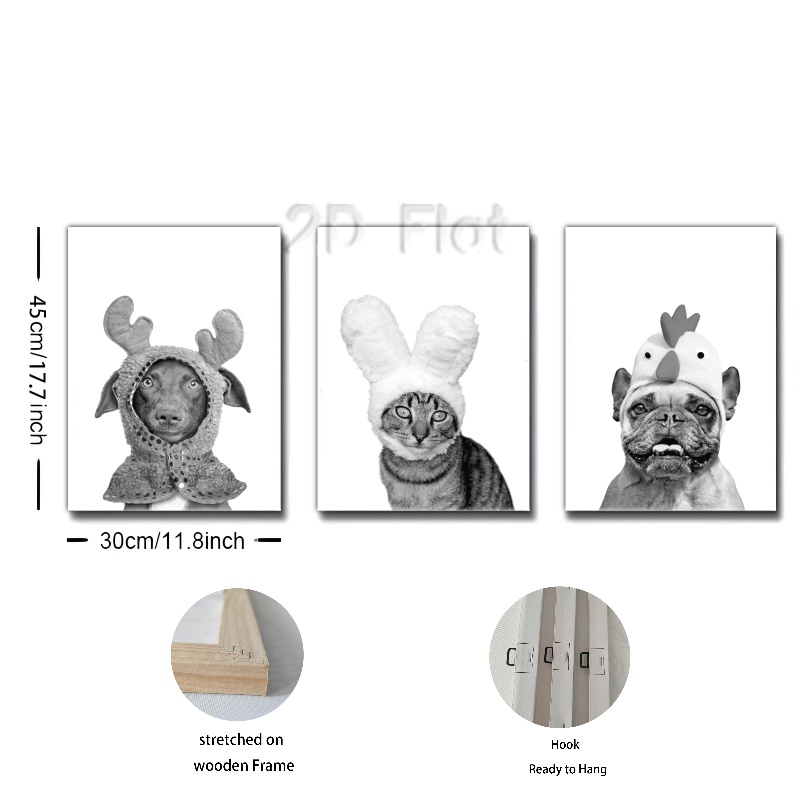 2D Flat
45cm/17.7inch
30cm/11.8inch
stretched on
wooden Frame
Hook
Ready to Hang